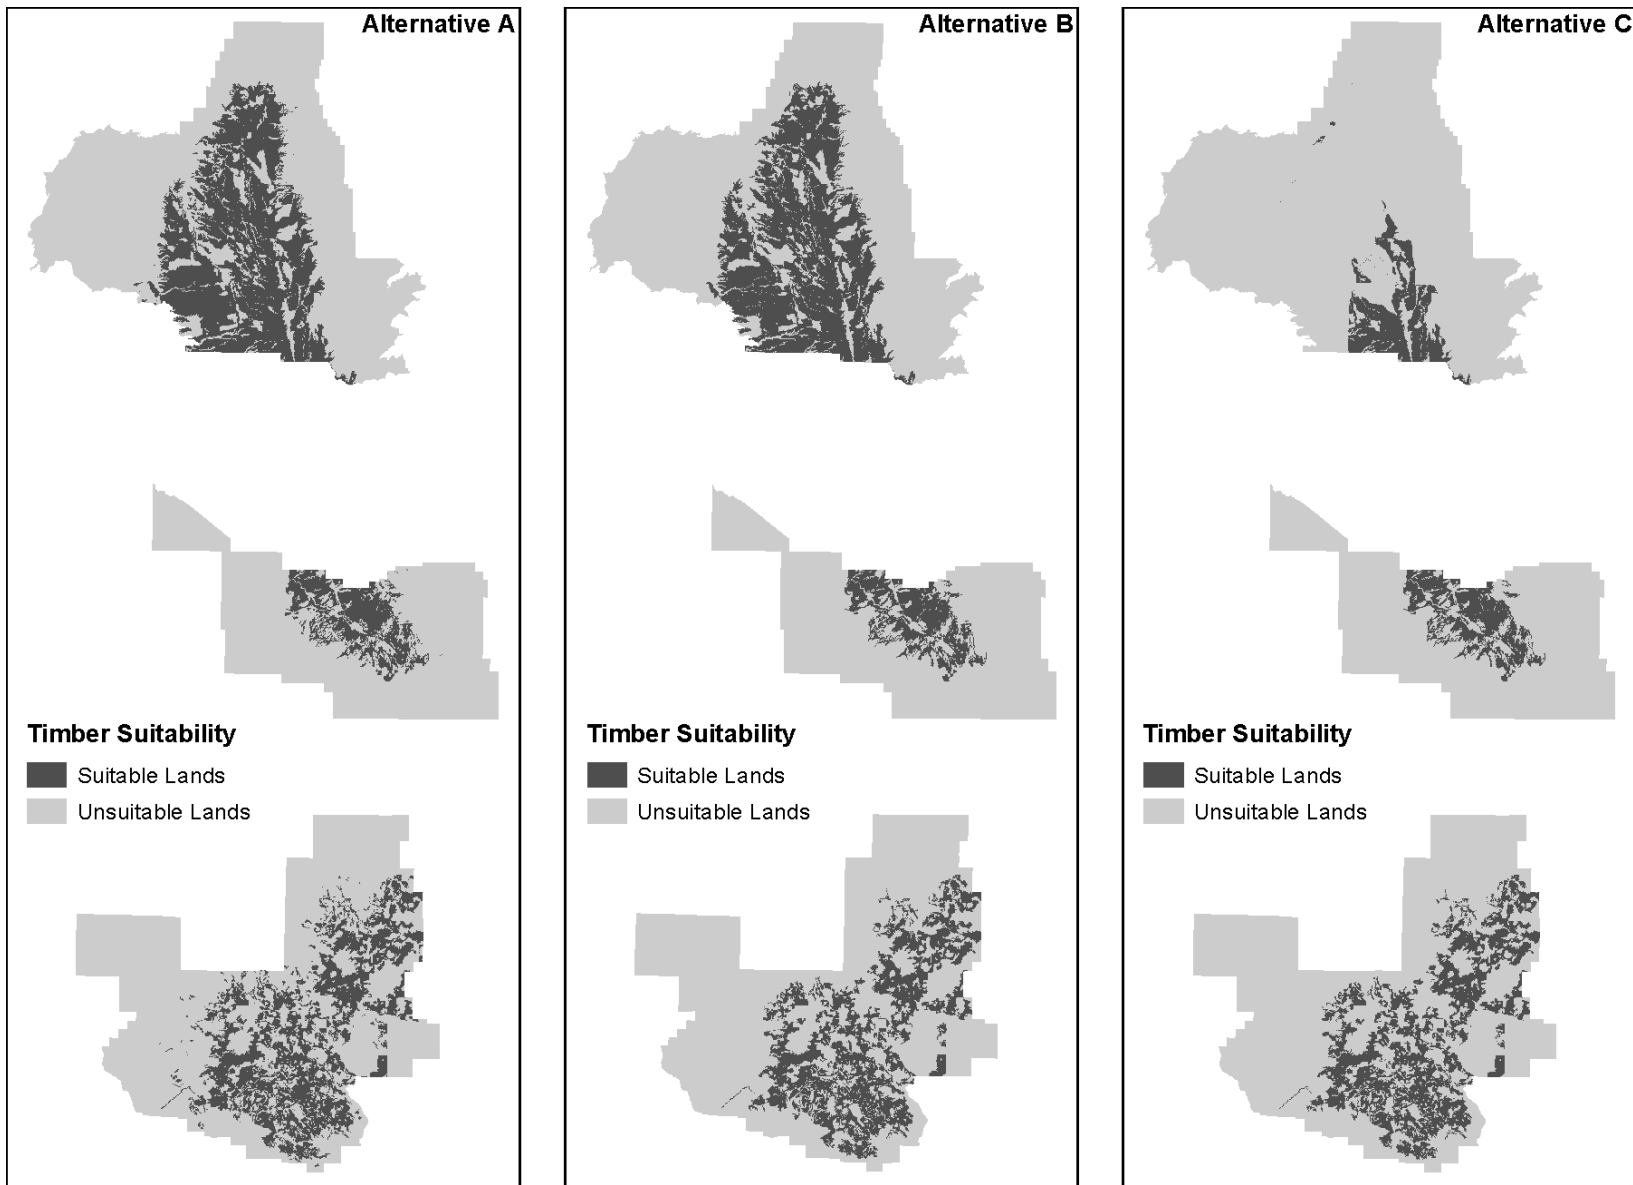 Alternative A
Timber Suitability
Suitable Lands
Unsuitable Lands
Alternative B
Timber Suitability
Suitable Lands
Unsuitable Lands
Alternative C
Timber Suitability
Suitable Lands
Unsuitable Lands